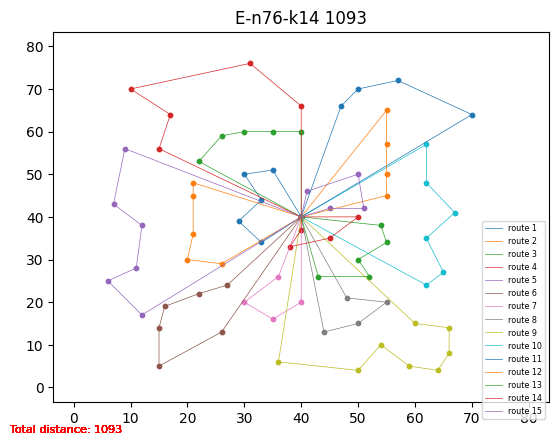 E-n76-k14 1093
80
70
60
50
40
30
20
10
0
0 10 20 30 40 50 60 70 80
route 1
route 2
route 3
route 4
route 5
route 6
route 7
route 8
route 9
route 10
route 11
route 12
route 13
route 14
route 15
Total distance: 1093